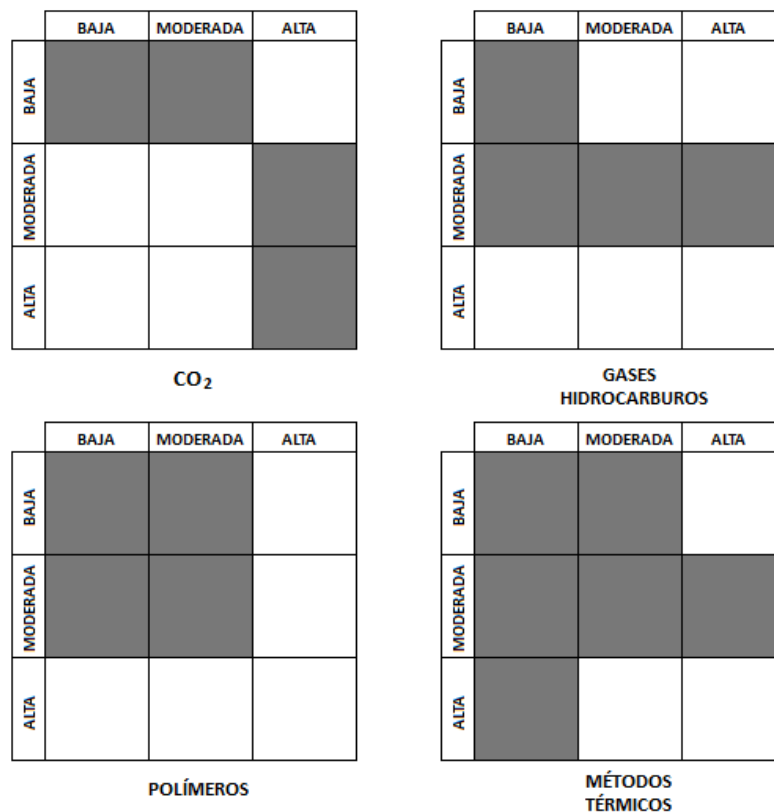 BAJA MODERADA ALTA
BAJA
MODERADA
ALTA
CO2
BAJA MODERADA ALTA
BAJA
MODERADA
ALTA
GASES
HIDROCARBUROS
BAJA MODERADA ALTA
BAJA
MODERADA
ALTA
POLÍMEROS
BAJA MODERADA ALTA
BAJA
MODERADA
ALTA
MÉTODOS
TÉRMICOS